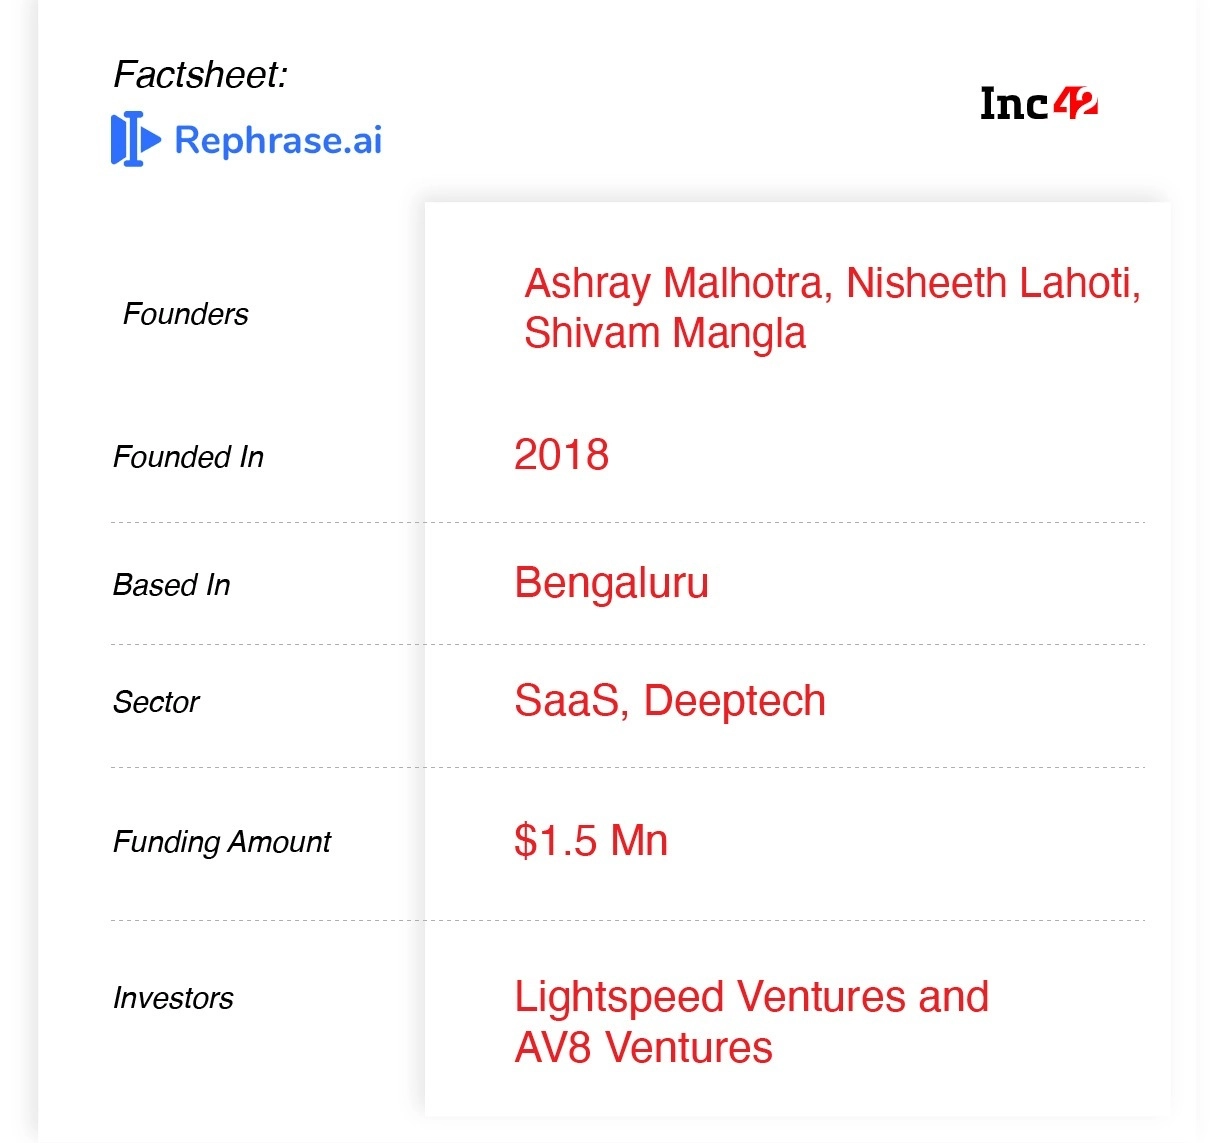 Factsheet:
Rephrase.ai
Inc42
Founders
Ashray Malhotra, Nisheeth Lahoti,
Shivam Mangla
Founded In
2018
Based In
Bengaluru
Sector
SaaS, Deeptech
Funding Amount
$1.5 Mn
Investors
Lightspeed Ventures and
AV8 Ventures